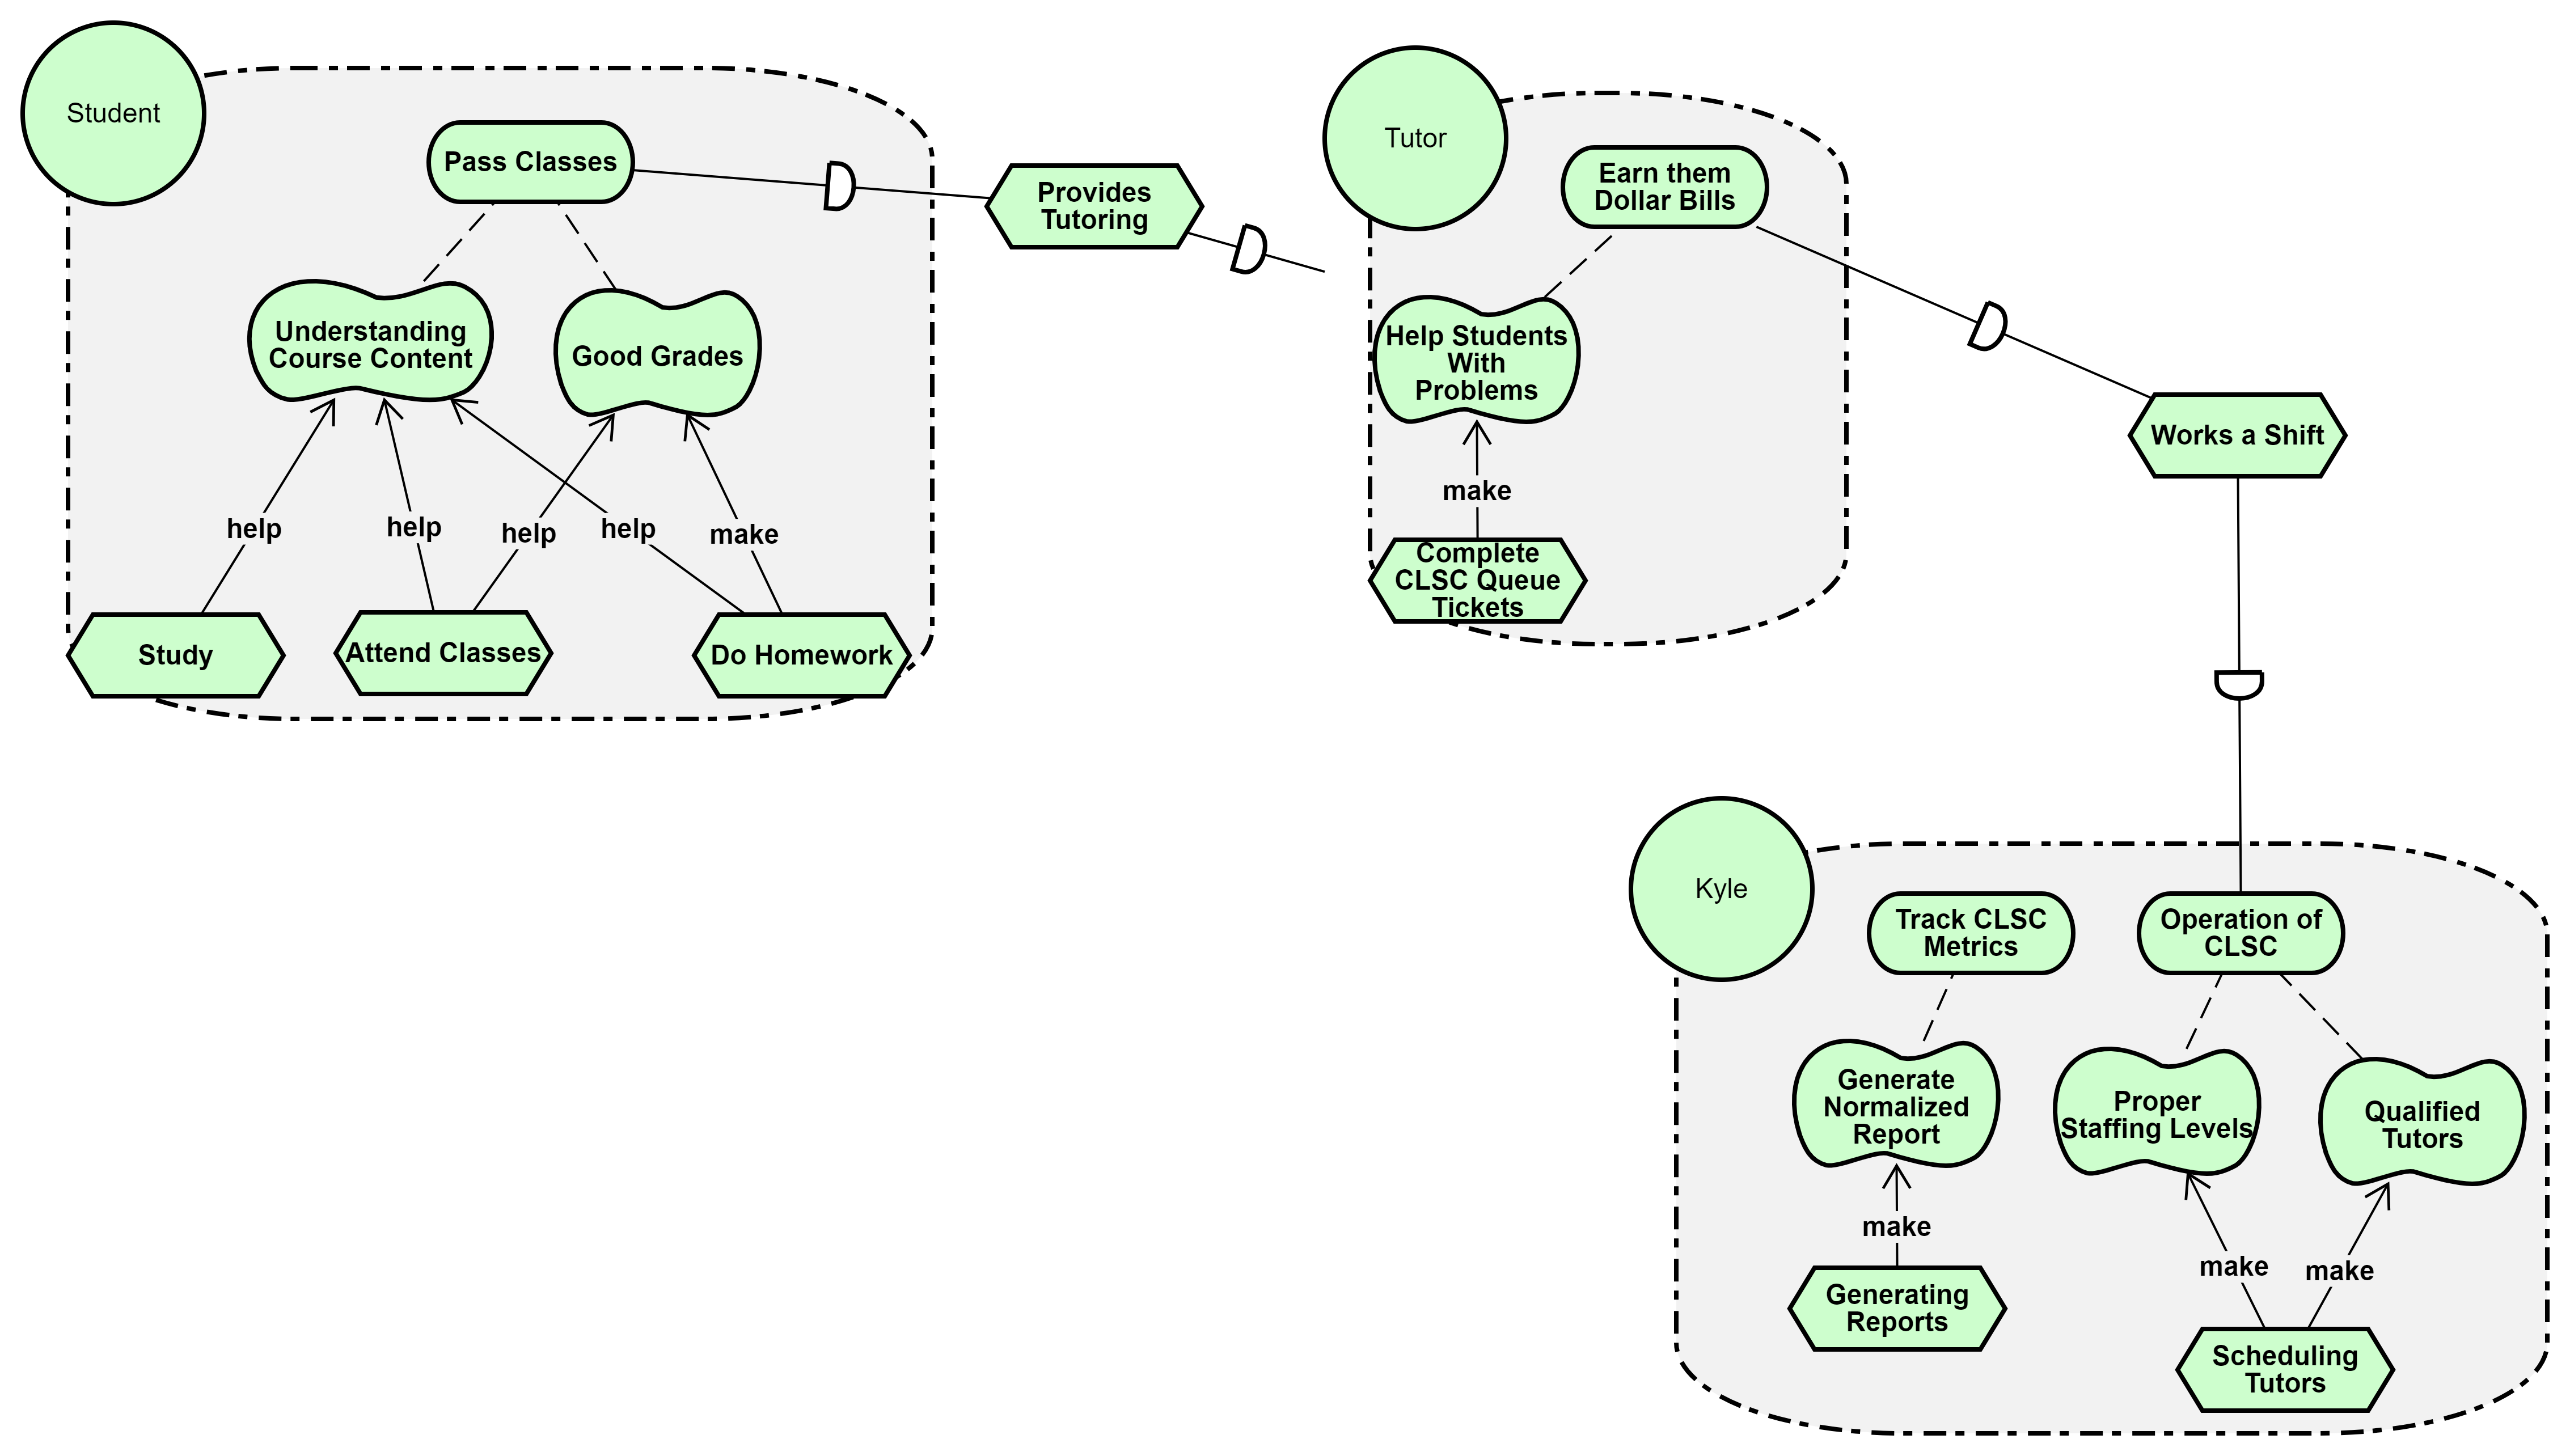 Student
Pass Classes
Understanding
Course Content
Good Grades
help
help
help
help
make
Study
Attend Classes
Do Homework
Provides
Tutoring
Tutor
Earn them
Dollar Bills
Help Students
With
Problems
make
Complete
CLSC Queue
Tickets
Works a Shift
Kyle
Track CLSC
Metrics
Operation of
CLSC
Generate
Normalized
Report
Proper
Staffing Levels
Qualified
Tutors
make
make
make
Generating
Reports
Scheduling
Tutors